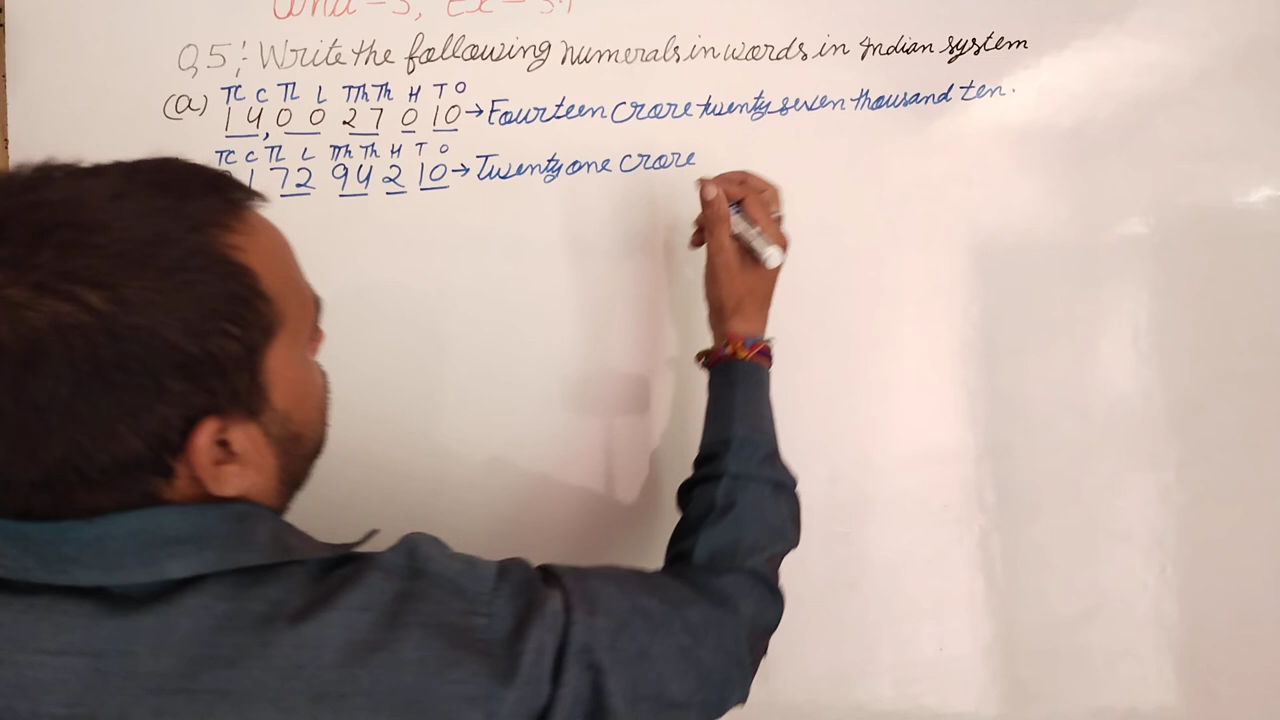 Q5:- Write the following numerals in words in Indian system
TC C TL L TTh Th H T O
(a) 14,00 27 0 10 → Fourteen crore twenty seven thousand ten.
TC C TL L TTh Th H T O
1 72 94 2 10 → Twenty one crore